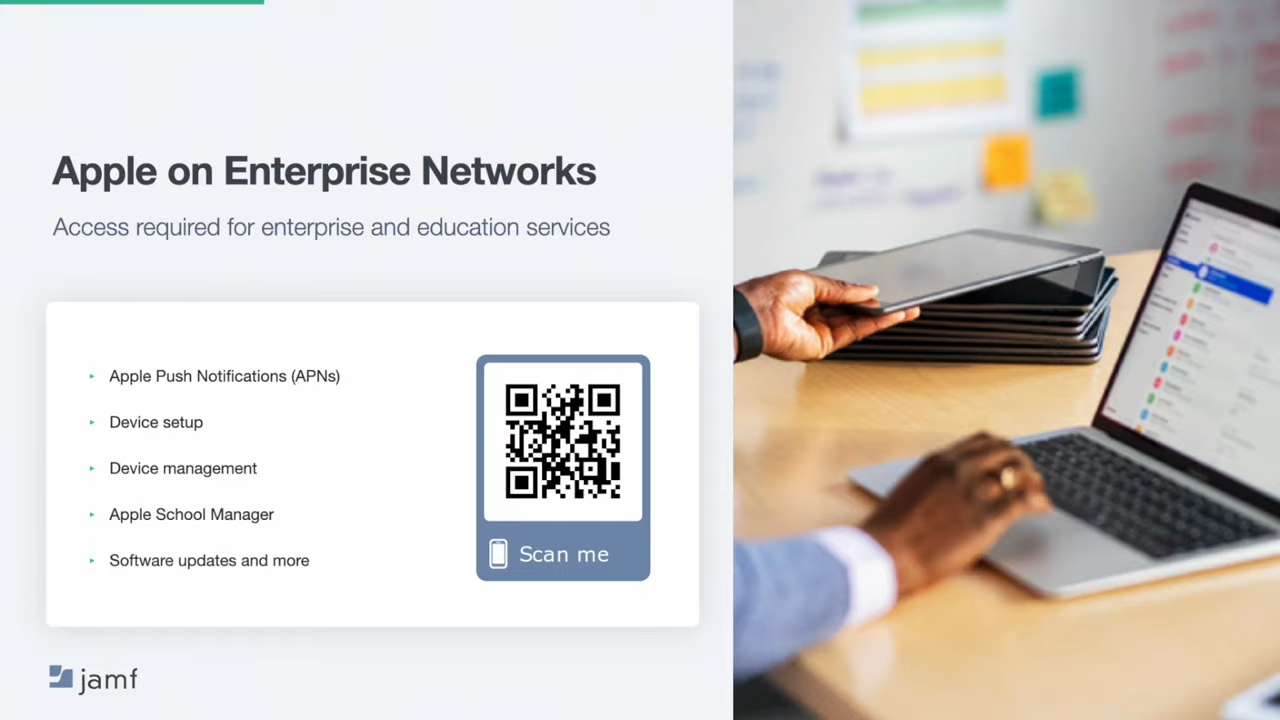 Apple on Enterprise Networks
Access required for enterprise and education services
Apple Push Notifications (APNs)
Device setup
Device management
Apple School Manager
Software updates and more
Scan me
jamf